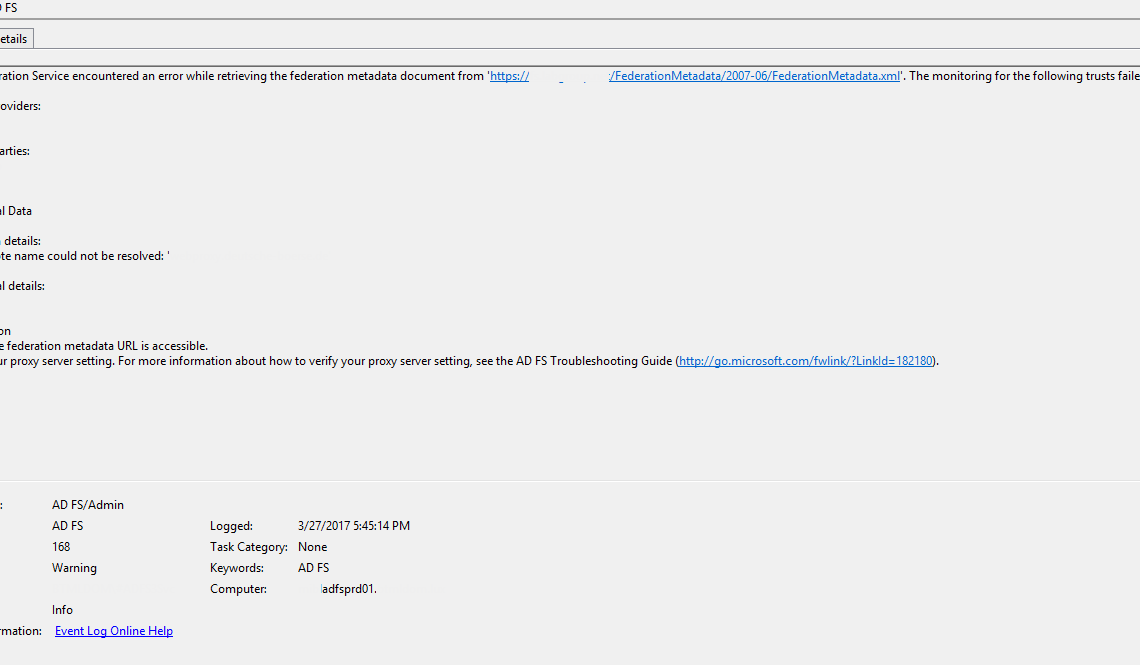 FS
etails
ration Service encountered an error while retrieving the federation metadata document from 'https:// :/FederationMetadata/2007-06/FederationMetadata.xml'. The monitoring for the following trusts faile
oviders:
arties:
l Data
details:
te name could not be resolved: '
l details:
on
e federation metadata URL is accessible.
ur proxy server setting. For more information about how to verify your proxy server setting, see the AD FS Troubleshooting Guide (http://go.microsoft.com/fwlink/?LinkId=182180).
: AD FS/Admin
AD FS Logged: 3/27/2017 5:45:14 PM
168 Task Category: None
Warning Keywords: AD FS
Computer: adfsprd01.
Info
rmation: Event Log Online Help